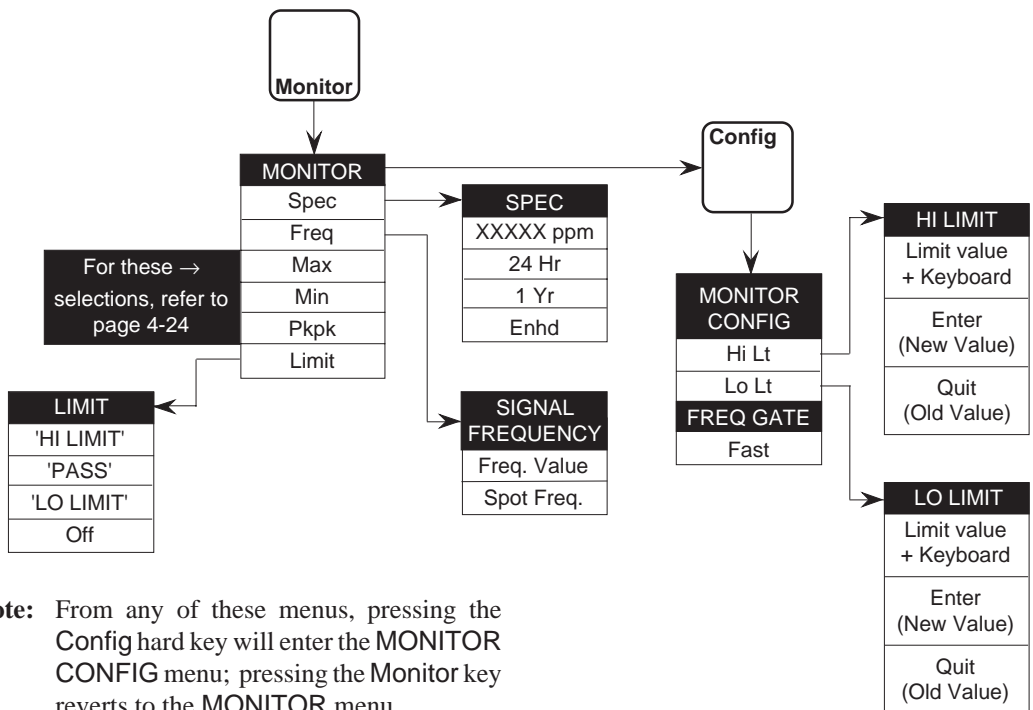 Monitor
MONITOR
Spec
Freq
Max
Min
Pkpk
Limit
For these →
selections, refer to
page 4-24
LIMIT
'HI LIMIT'
'PASS'
'LO LIMIT'
Off
SPEC
XXXXX ppm
24 Hr
1 Yr
Enhd
SIGNAL
FREQUENCY
Freq. Value
Spot Freq.
Config
MONITOR
CONFIG
Hi Lt
Lo Lt
FREQ GATE
Fast
HI LIMIT
Limit value
+ Keyboard
Enter
(New Value)
Quit
(Old Value)
LO LIMIT
Limit value
+ Keyboard
Enter
(New Value)
Quit
(Old Value)
ote: From any of these menus, pressing the
Config hard key will enter the MONITOR
CONFIG menu; pressing the Monitor key
reverts to the MONITOR menu